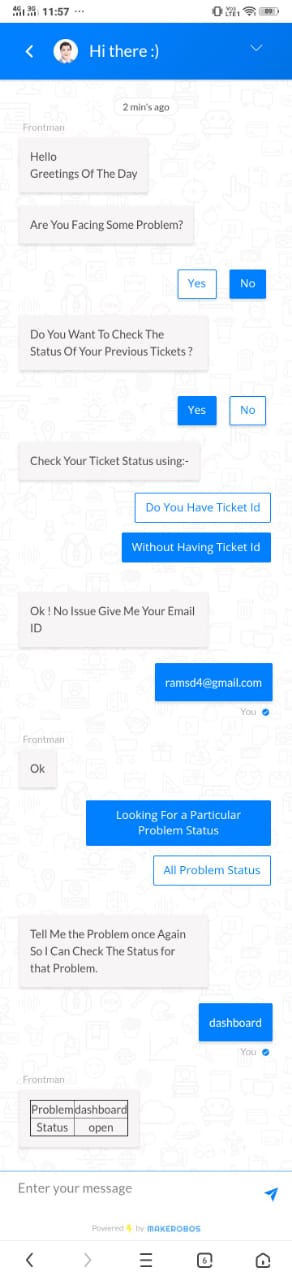 4G 3G 11:57 ...
Hi there :)
2 min's ago
Frontman
Hello
Greetings Of The Day
Are You Facing Some Problem?
Yes No
Do You Want To Check The
Status Of Your Previous Tickets ?
Yes No
Check Your Ticket Status using:-
Do You Have Ticket Id
Without Having Ticket Id
Ok ! No Issue Give Me Your Email
ID
ramsd4@gmail.com
You
Frontman
Ok
Looking For a Particular
Problem Status
All Problem Status
Tell Me the Problem once Again
So I Can Check The Status for
that Problem.
dashboard
You
Frontman
Problem dashboard
Status open
Enter your message
Powered by MAKEROBOS
6